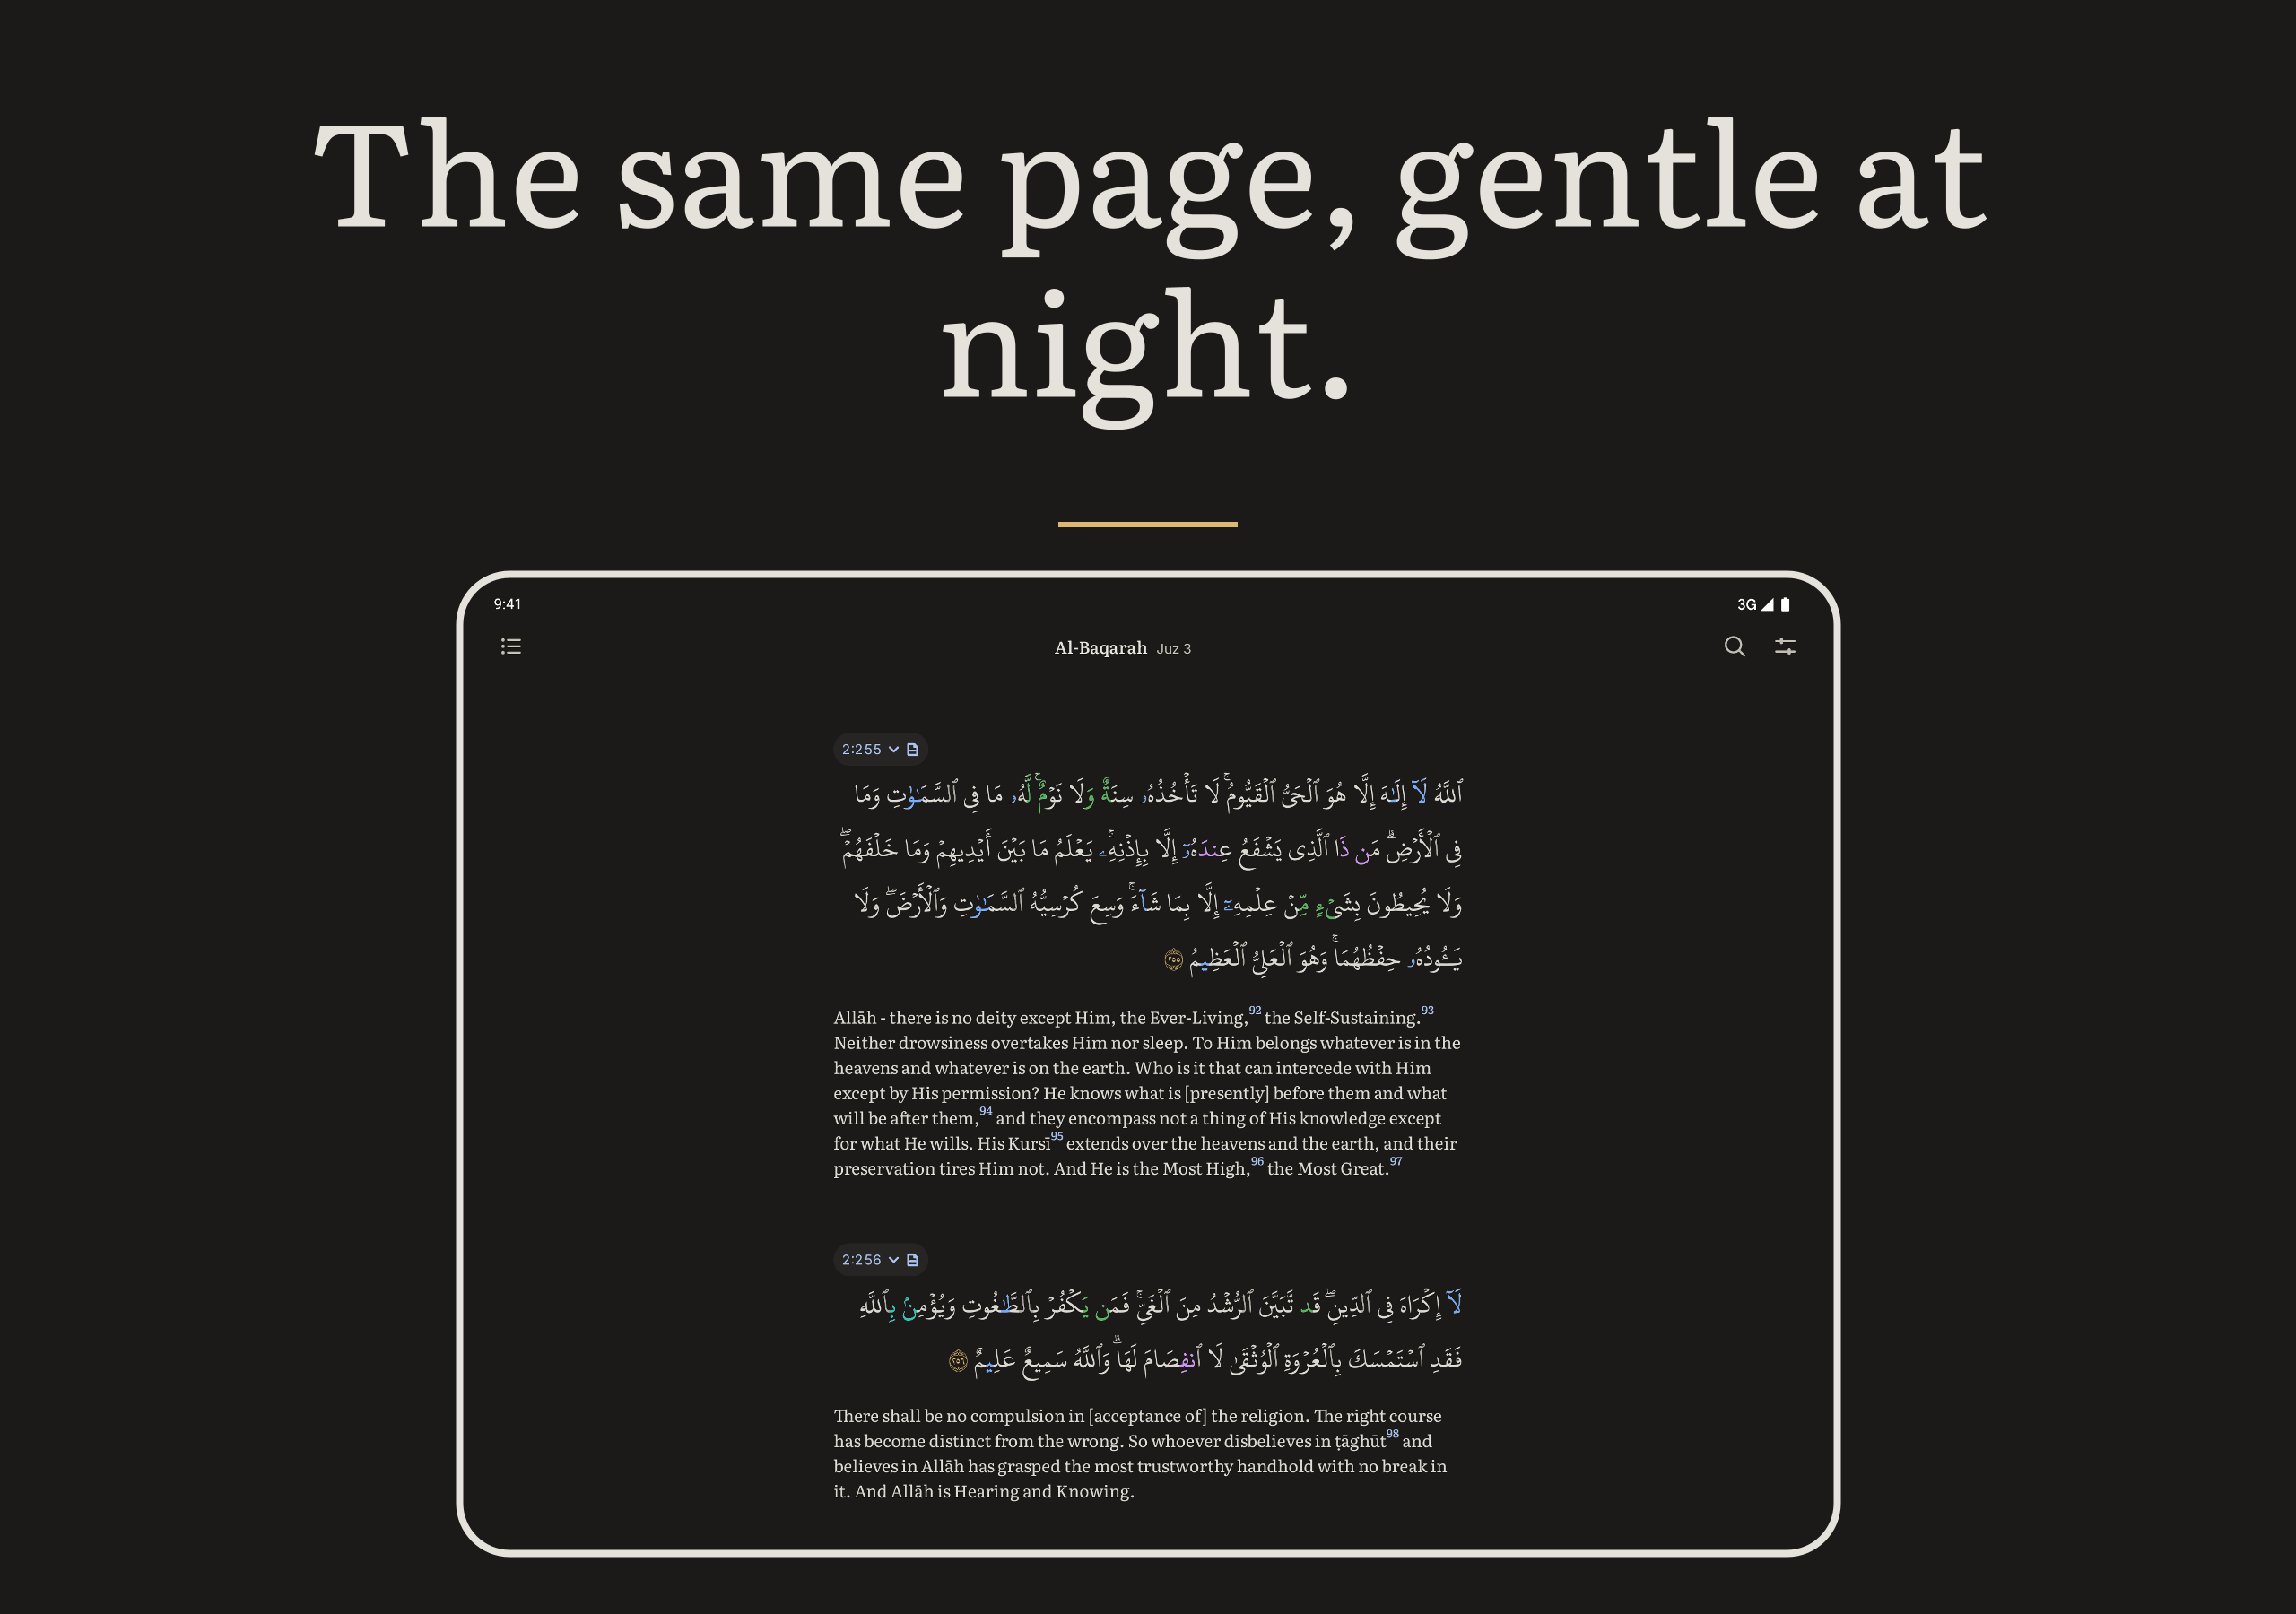 The same page, gentle at
night.
9:41
3G
Al-Baqarah Juz 3
2:255
ٱللَّهُ لَآ إِلَـٰهَ إِلَّا هُوَ ٱلْحَىُّ ٱلْقَيُّومُ ۚ لَا تَأْخُذُهُۥ سِنَةٌ وَلَا نَوْمٌ ۚ لَّهُۥ مَا فِى ٱلسَّمَـٰوَٰتِ وَمَا
فِى ٱلْأَرْضِ ۗ مَن ذَا ٱلَّذِى يَشْفَعُ عِندَهُۥٓ إِلَّا بِإِذْنِهِۦ ۚ يَعْلَمُ مَا بَيْنَ أَيْدِيهِمْ وَمَا خَلْفَهُمْ ۖ
وَلَا يُحِيطُونَ بِشَىْءٍ مِّنْ عِلْمِهِۦٓ إِلَّا بِمَا شَآءَ ۚ وَسِعَ كُرْسِيُّهُ ٱلسَّمَـٰوَٰتِ وَٱلْأَرْضَ ۖ وَلَا
يَـُٔودُهُۥ حِفْظُهُمَا ۚ وَهُوَ ٱلْعَلِىُّ ٱلْعَظِيمُ ٢٥٥
Allāh - there is no deity except Him, the Ever-Living,92 the Self-Sustaining.93
Neither drowsiness overtakes Him nor sleep. To Him belongs whatever is in the
heavens and whatever is on the earth. Who is it that can intercede with Him
except by His permission? He knows what is [presently] before them and what
will be after them,94 and they encompass not a thing of His knowledge except
for what He wills. His Kursī95 extends over the heavens and the earth, and their
preservation tires Him not. And He is the Most High,96 the Most Great.97
2:256
لَآ إِكْرَاهَ فِى ٱلدِّينِ ۖ قَد تَّبَيَّنَ ٱلرُّشْدُ مِنَ ٱلْغَىِّ ۚ فَمَن يَكْفُرْ بِٱلطَّـٰغُوتِ وَيُؤْمِنۢ بِٱللَّهِ
فَقَدِ ٱسْتَمْسَكَ بِٱلْعُرْوَةِ ٱلْوُثْقَىٰ لَا ٱنفِصَامَ لَهَا ۗ وَٱللَّهُ سَمِيعٌ عَلِيمٌ ٢٥٦
There shall be no compulsion in [acceptance of] the religion. The right course
has become distinct from the wrong. So whoever disbelieves in ṭāghūt98 and
believes in Allāh has grasped the most trustworthy handhold with no break in
it. And Allāh is Hearing and Knowing.